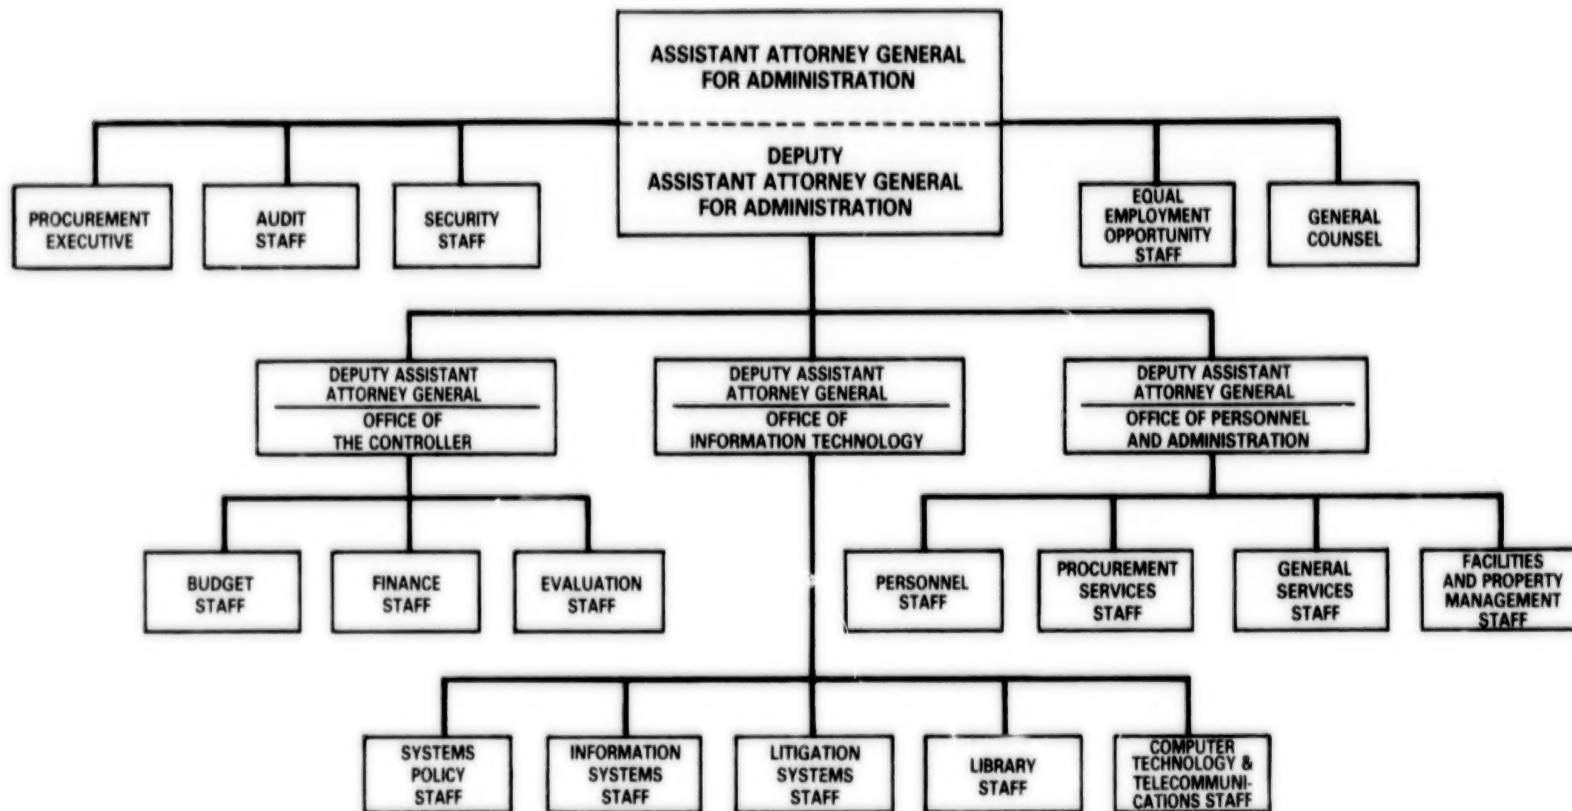 ASSISTANT ATTORNEY GENERAL
FOR ADMINISTRATION
DEPUTY
ASSISTANT ATTORNEY GENERAL
FOR ADMINISTRATION
PROCUREMENT
EXECUTIVE
AUDIT
STAFF
SECURITY
STAFF
EQUAL
EMPLOYMENT
OPPORTUNITY
STAFF
GENERAL
COUNSEL
DEPUTY ASSISTANT
ATTORNEY GENERAL
OFFICE OF
THE CONTROLLER
DEPUTY ASSISTANT
ATTORNEY GENERAL
OFFICE OF
INFORMATION TECHNOLOGY
DEPUTY ASSISTANT
ATTORNEY GENERAL
OFFICE OF PERSONNEL
AND ADMINISTRATION
BUDGET
STAFF
FINANCE
STAFF
EVALUATION
STAFF
PERSONNEL
STAFF
PROCUREMENT
SERVICES
STAFF
GENERAL
SERVICES
STAFF
FACILITIES
AND PROPERTY
MANAGEMENT
STAFF
SYSTEMS
POLICY
STAFF
INFORMATION
SYSTEMS
STAFF
LITIGATION
SYSTEMS
STAFF
LIBRARY
STAFF
COMPUTER
TECHNOLOGY &
TELECOMMUNI-
CATIONS STAFF